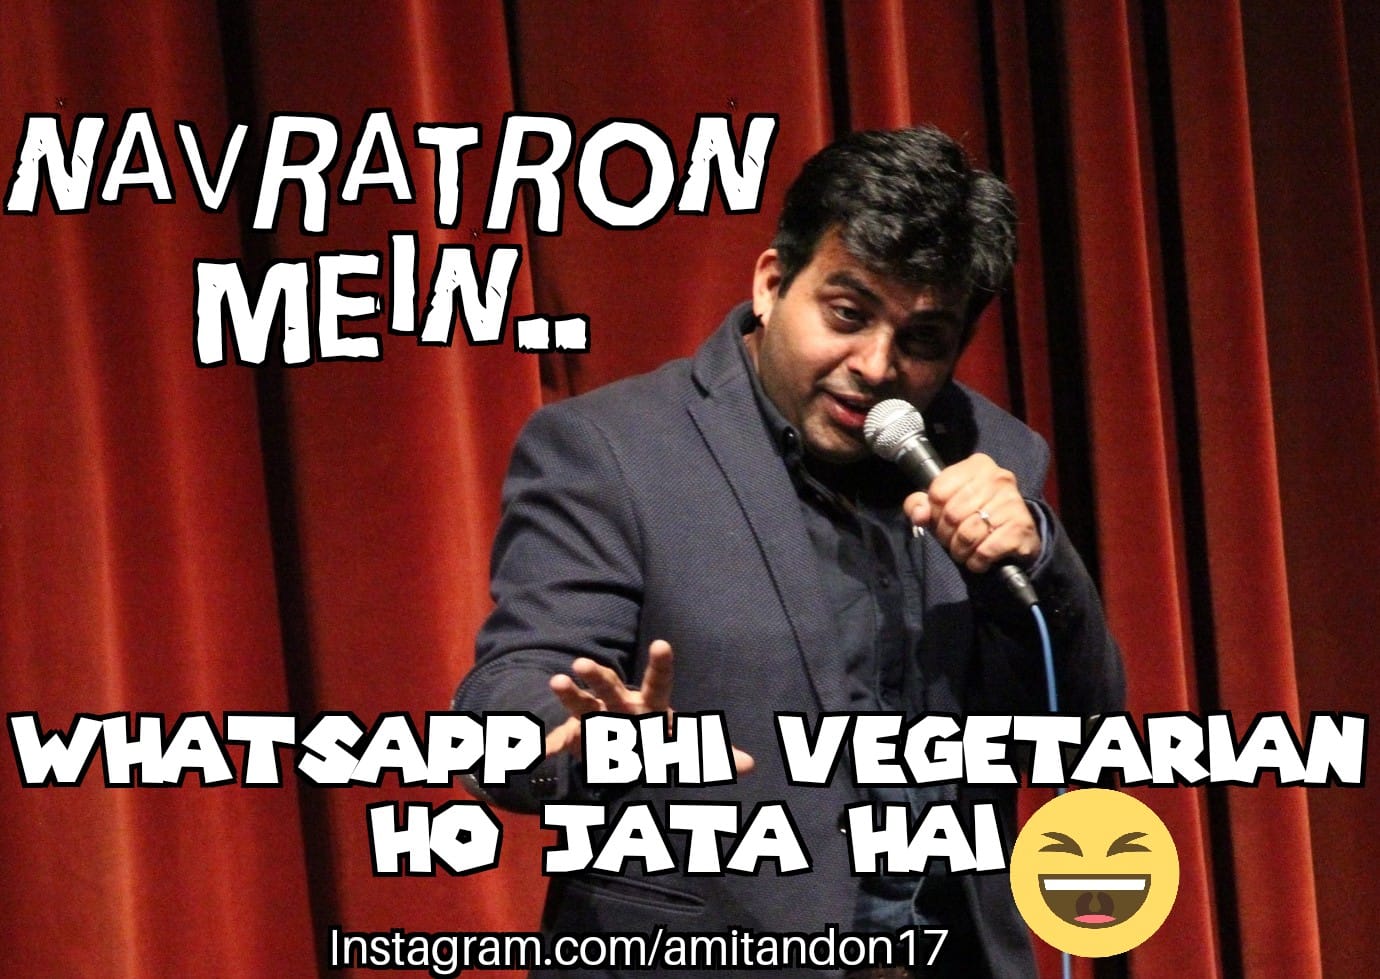 NAVRATRON
MEIN..
WHATSAPP BHI VEGETARIAN
HO JATA HAI
Instagram.com/amitandon17